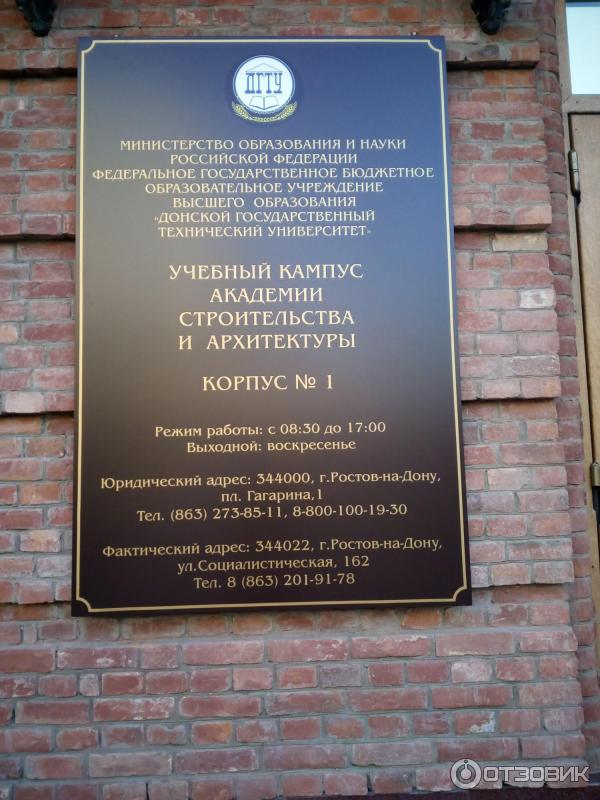 ДГТУ
МИНИСТЕРСТВО ОБРАЗОВАНИЯ И НАУКИ
РОССИЙСКОЙ ФЕДЕРАЦИИ
ФЕДЕРАЛЬНОЕ ГОСУДАРСТВЕННОЕ БЮДЖЕТНОЕ
ОБРАЗОВАТЕЛЬНОЕ УЧРЕЖДЕНИЕ
ВЫСШЕГО ОБРАЗОВАНИЯ
«ДОНСКОЙ ГОСУДАРСТВЕННЫЙ
ТЕХНИЧЕСКИЙ УНИВЕРСИТЕТ»
УЧЕБНЫЙ КАМПУС
АКАДЕМИИ
СТРОИТЕЛЬСТВА
И АРХИТЕКТУРЫ
КОРПУС № 1
Режим работы: с 08:30 до 17:00
Выходной: воскресенье
Юридический адрес: 344000, г.Ростов-на-Дону,
пл. Гагарина,1
Тел. (863) 273-85-11, 8-800-100-19-30
Фактический адрес: 344022, г.Ростов-на-Дону,
ул.Социалистическая, 162
Тел. 8 (863) 201-91-78
ОТЗОВИК